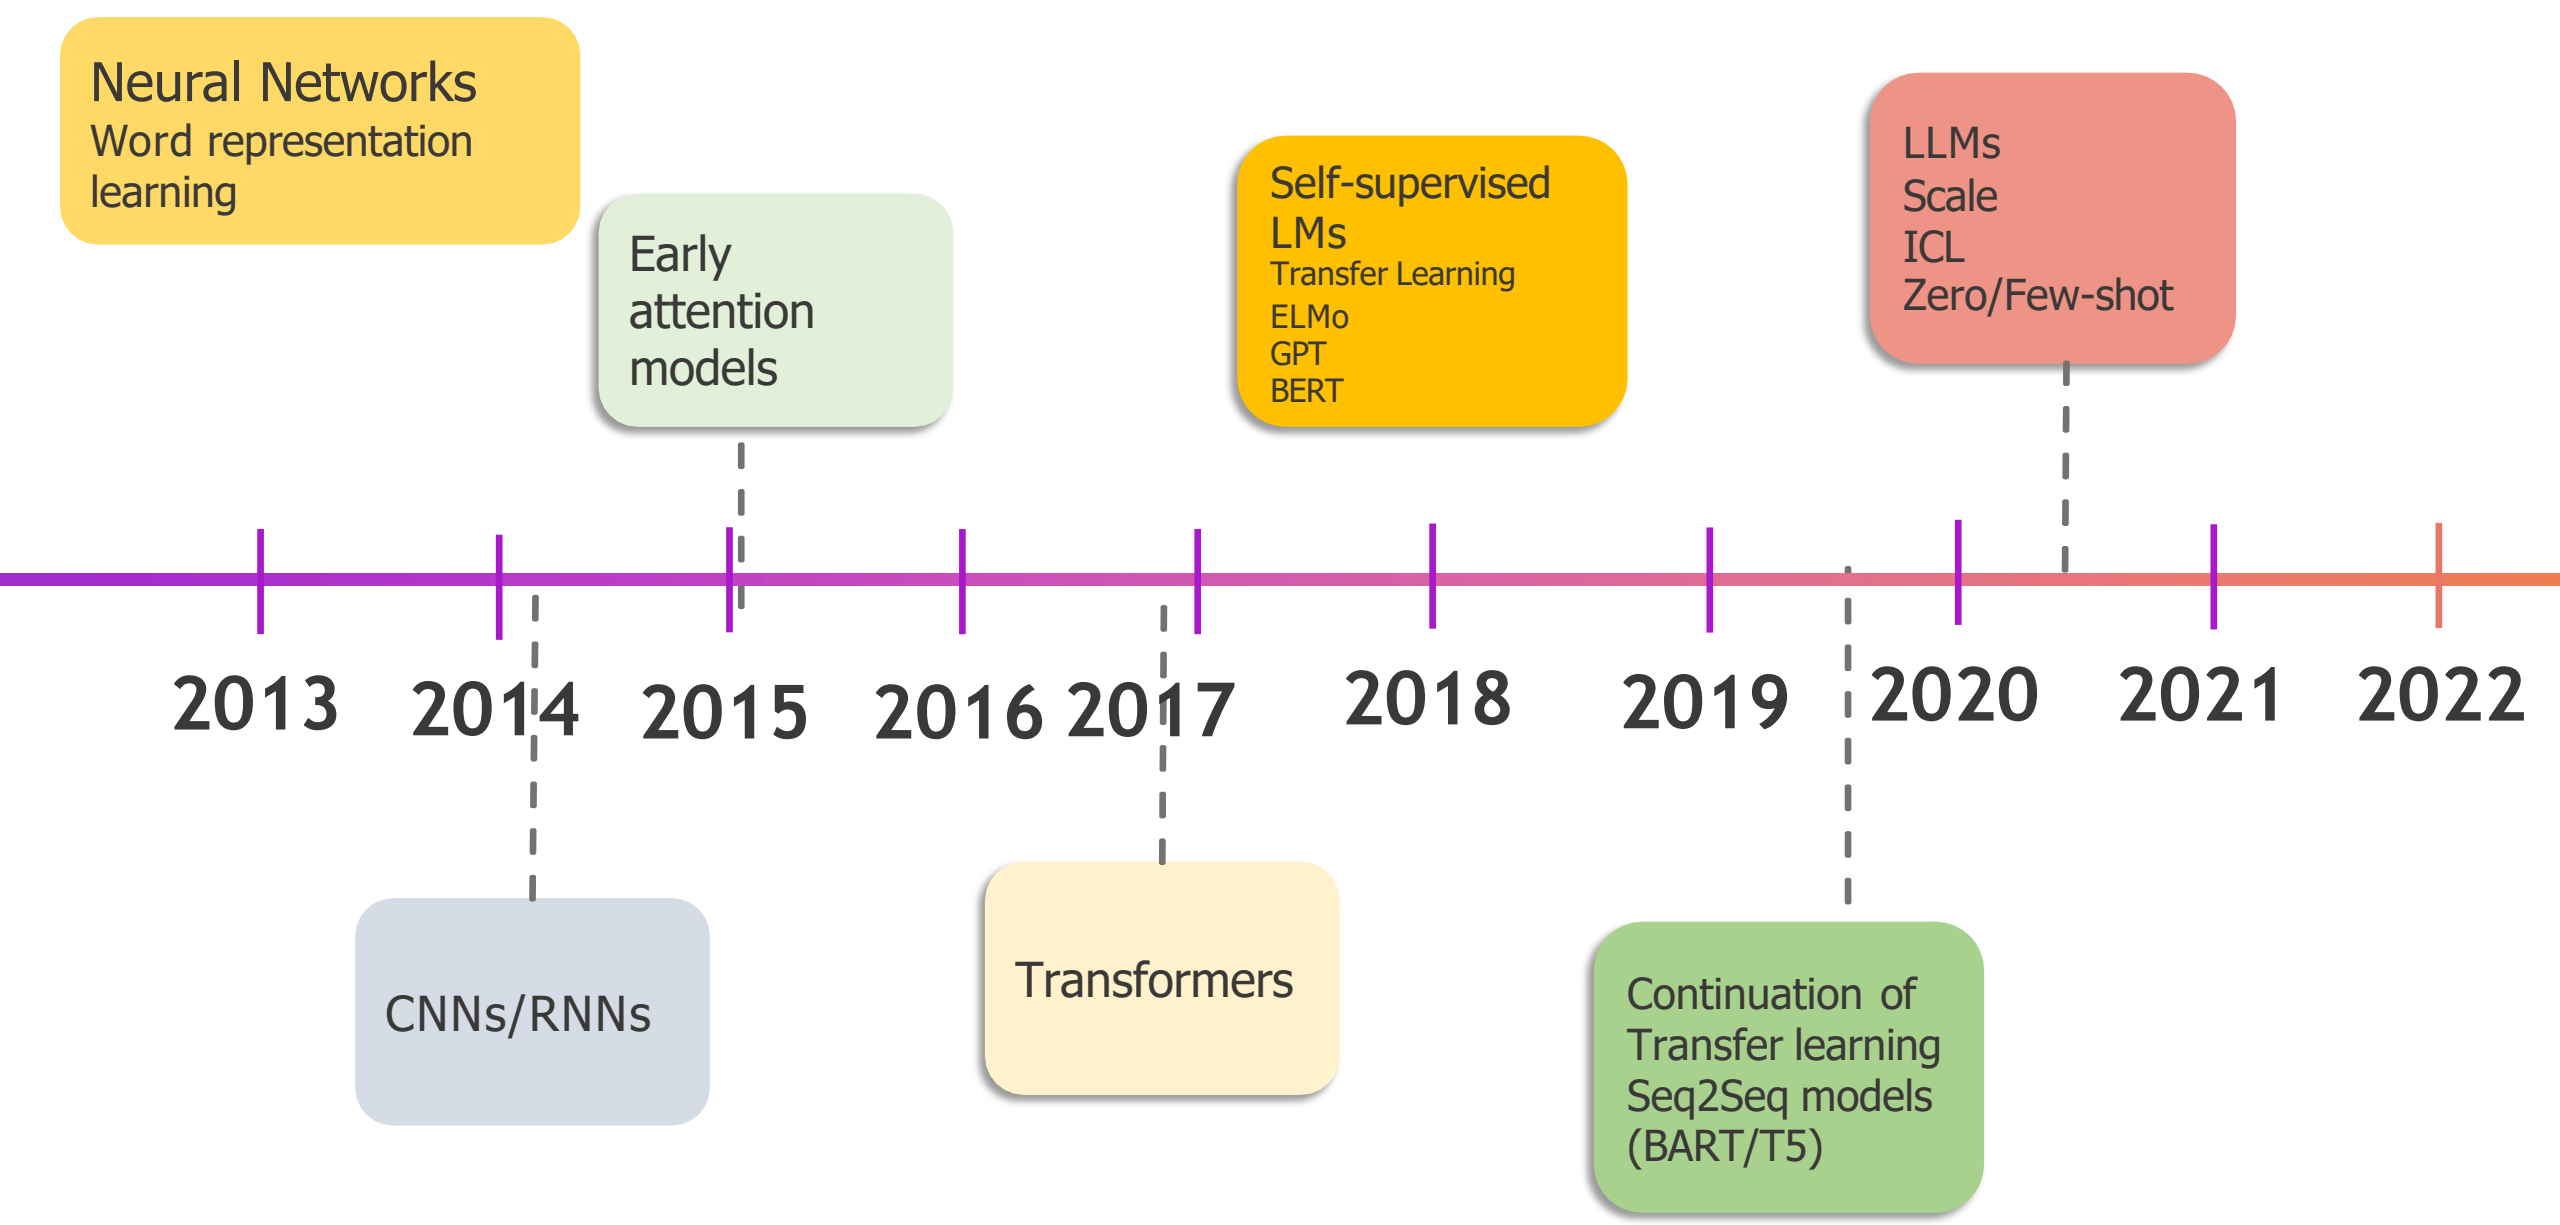 Neural Networks
Word representation
learning
Early
attention
models
Self-supervised
LMs
Transfer Learning
ELMo
GPT
BERT
LLMs
Scale
ICL
Zero/Few-shot
2013 2014 2015 2016 2017 2018 2019 2020 2021 2022
CNNs/RNNs
Transformers
Continuation of
Transfer learning
Seq2Seq models
(BART/T5)